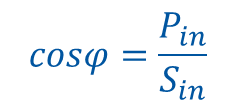 cosφ = P_in / S_in